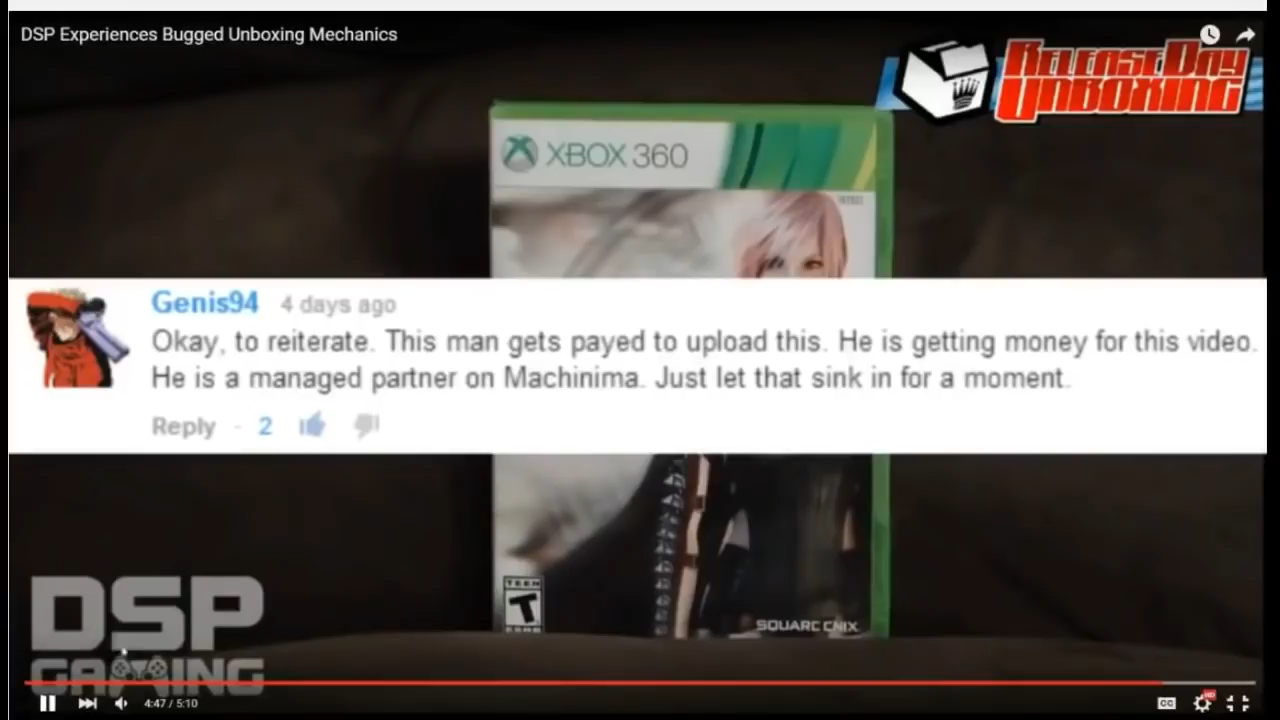 DSP Experiences Bugged Unboxing Mechanics
RELEASE DAY
UNBOXING
XBOX 360
Genis94 4 days ago
Okay, to reiterate. This man gets payed to upload this. He is getting money for this video.
He is a managed partner on Machinima. Just let that sink in for a moment.
Reply · 2
TEEN
T
SQUARE ENIX
DSP
GAMING
4:47 / 5:10
CC
HD